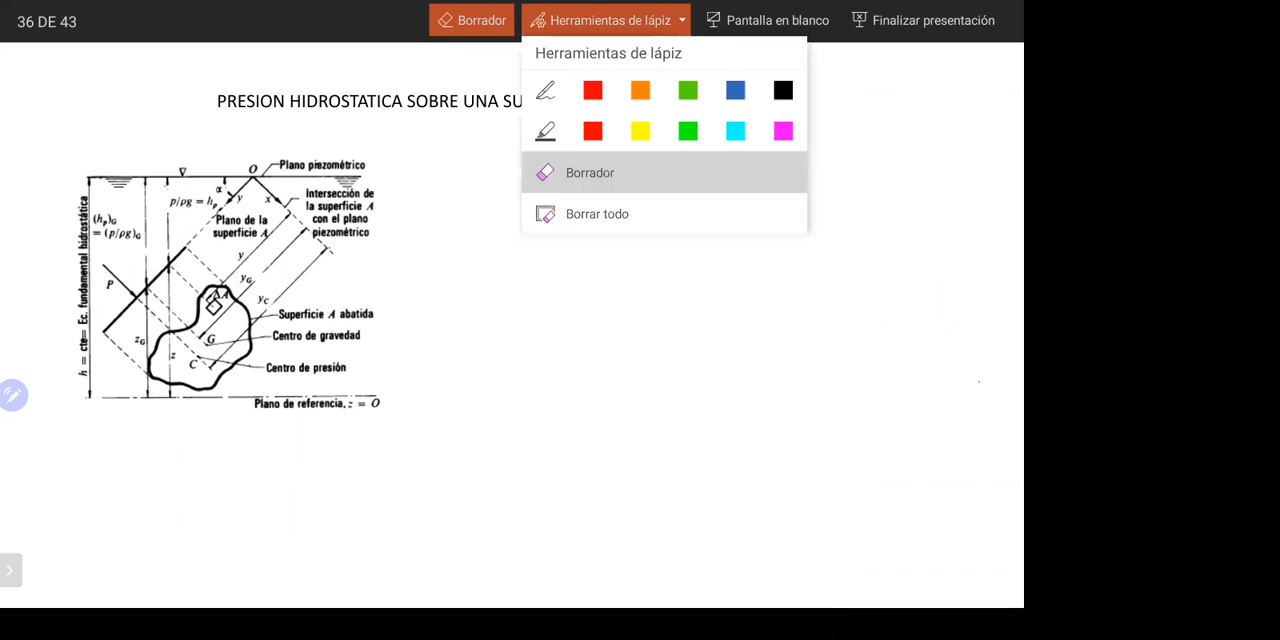 36 DE 43
Borrador
Herramientas de lápiz
Pantalla en blanco
Finalizar presentación
Herramientas de lápiz
Borrador
Borrar todo
PRESION HIDROSTATICA SOBRE UNA SU
Plano piezométrico
O
α
y
x
p/ρg = hₚ
Intersección de
la superficie A
con el plano
piezométrico
Plano de la
superficie A
(hₚ)G
= (p/ρg)G
h = cte= Ec. fundamental hidrostática
P
y
yG
yC
ΔA
Superficie A abatida
zG
z
G
Centro de gravedad
C
Centro de presión
Plano de referencia, z = O